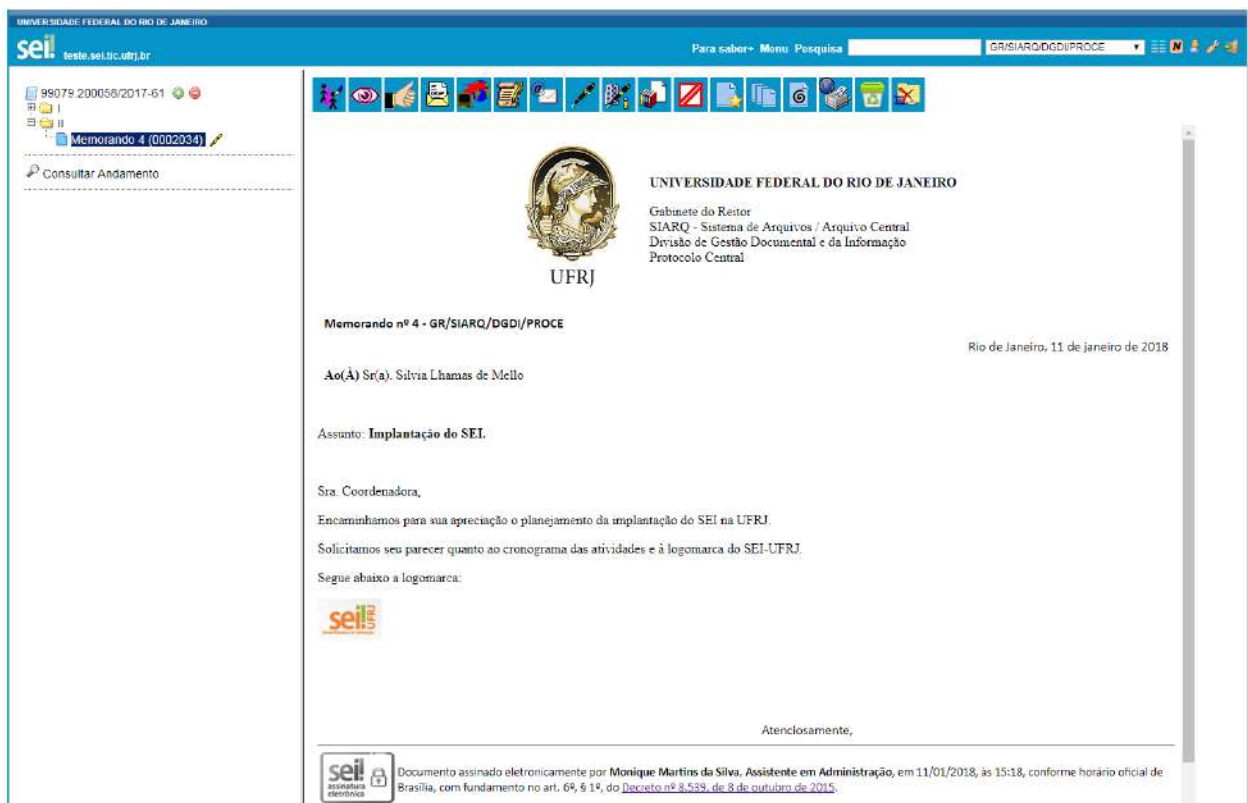 UNIVERSIDADE FEDERAL DO RIO DE JANEIRO
sei! teste.sei.tic.ufrj.br
Para saber+ Menu Pesquisa GR/SIARQ/DGDI/PROCE
99079.200058/2017-61
I
II
Memorando 4 (0002034)
Consultar Andamento
UNIVERSIDADE FEDERAL DO RIO DE JANEIRO
Gabinete do Reitor
SIARQ - Sistema de Arquivos / Arquivo Central
Divisão de Gestão Documental e da Informação
Protocolo Central
UFRJ
Memorando nº 4 - GR/SIARQ/DGDI/PROCE
Rio de Janeiro, 11 de janeiro de 2018
Ao(À) Sr(a). Silvia Lhamas de Mello
Assunto: Implantação do SEI.
Sra. Coordenadora,
Encaminhamos para sua apreciação o planejamento da implantação do SEI na UFRJ.
Solicitamos seu parecer quanto ao cronograma das atividades e à logomarca do SEI-UFRJ.
Segue abaixo a logomarca:
sei! UFRJ
Atenciosamente,
sei! assinatura eletrônica
Documento assinado eletronicamente por Monique Martins da Silva, Assistente em Administração, em 11/01/2018, às 15:18, conforme horário oficial de
Brasília, com fundamento no art. 6º, § 1º, do Decreto nº 8.539, de 8 de outubro de 2015.